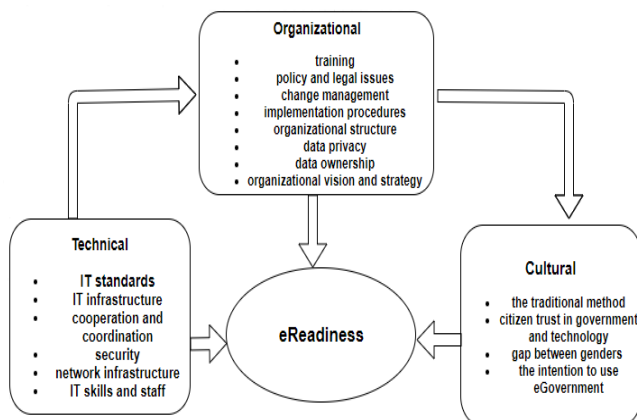 Organizational
• training
• policy and legal issues
• change management
• implementation procedures
• organizational structure
• data privacy
• data ownership
• organizational vision and strategy
Technical
• IT standards
• IT infrastructure
• cooperation and
coordination
• security
• network infrastructure
• IT skills and staff
eReadiness
Cultural
• the traditional method
• citizen trust in government
and technology
• gap between genders
• the intention to use
eGovernment